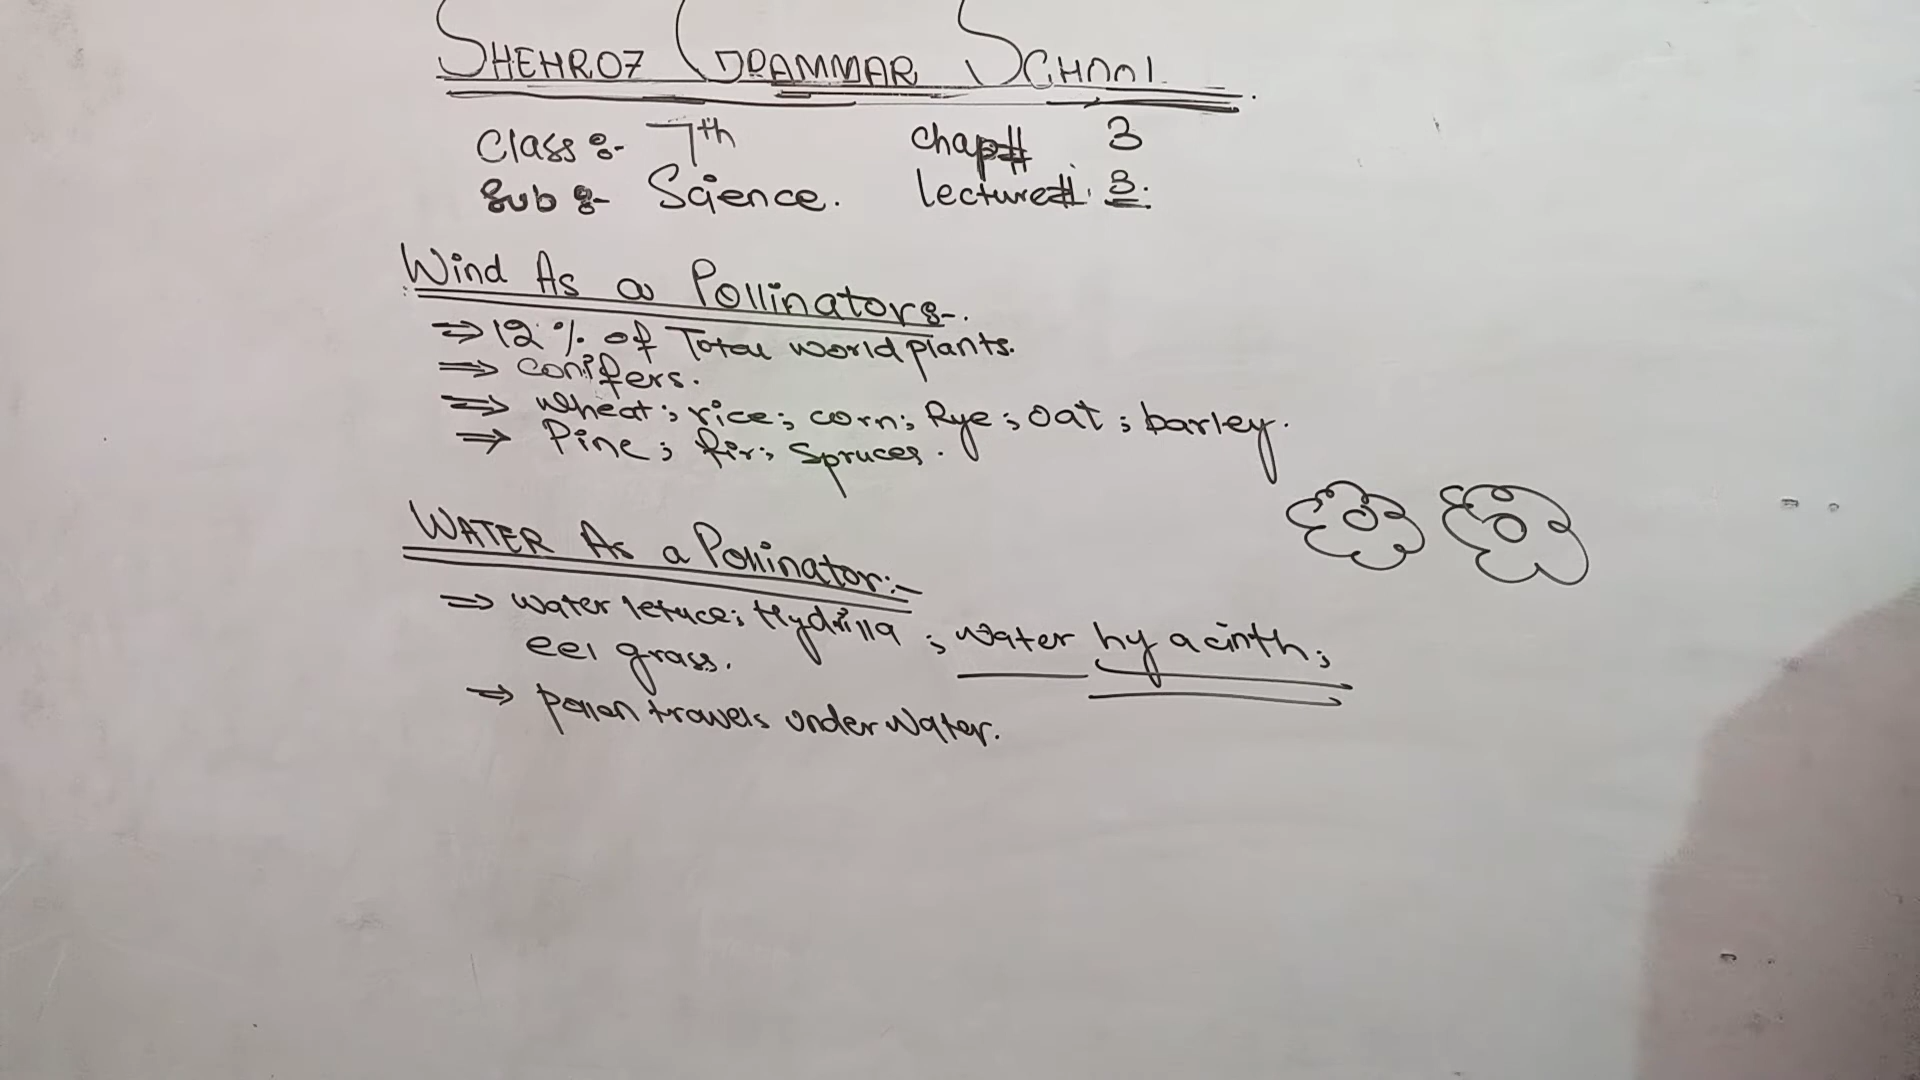 SHEHROZ GRAMMAR SCHOOL
Class :- 7th chap# 3
Sub :- Science. lecture#. 3.
Wind As a Pollinator:-.
⇒ 12% of Total world plants.
⇒ conifers.
⇒ wheat; rice; corn; Rye; oat; barley.
⇒ Pine; fir; Spruces.
WATER As a Pollinator:-
⇒ water letuce; Hydrilla; water hyacinth;
eel grass.
⇒ pollen travels under water.